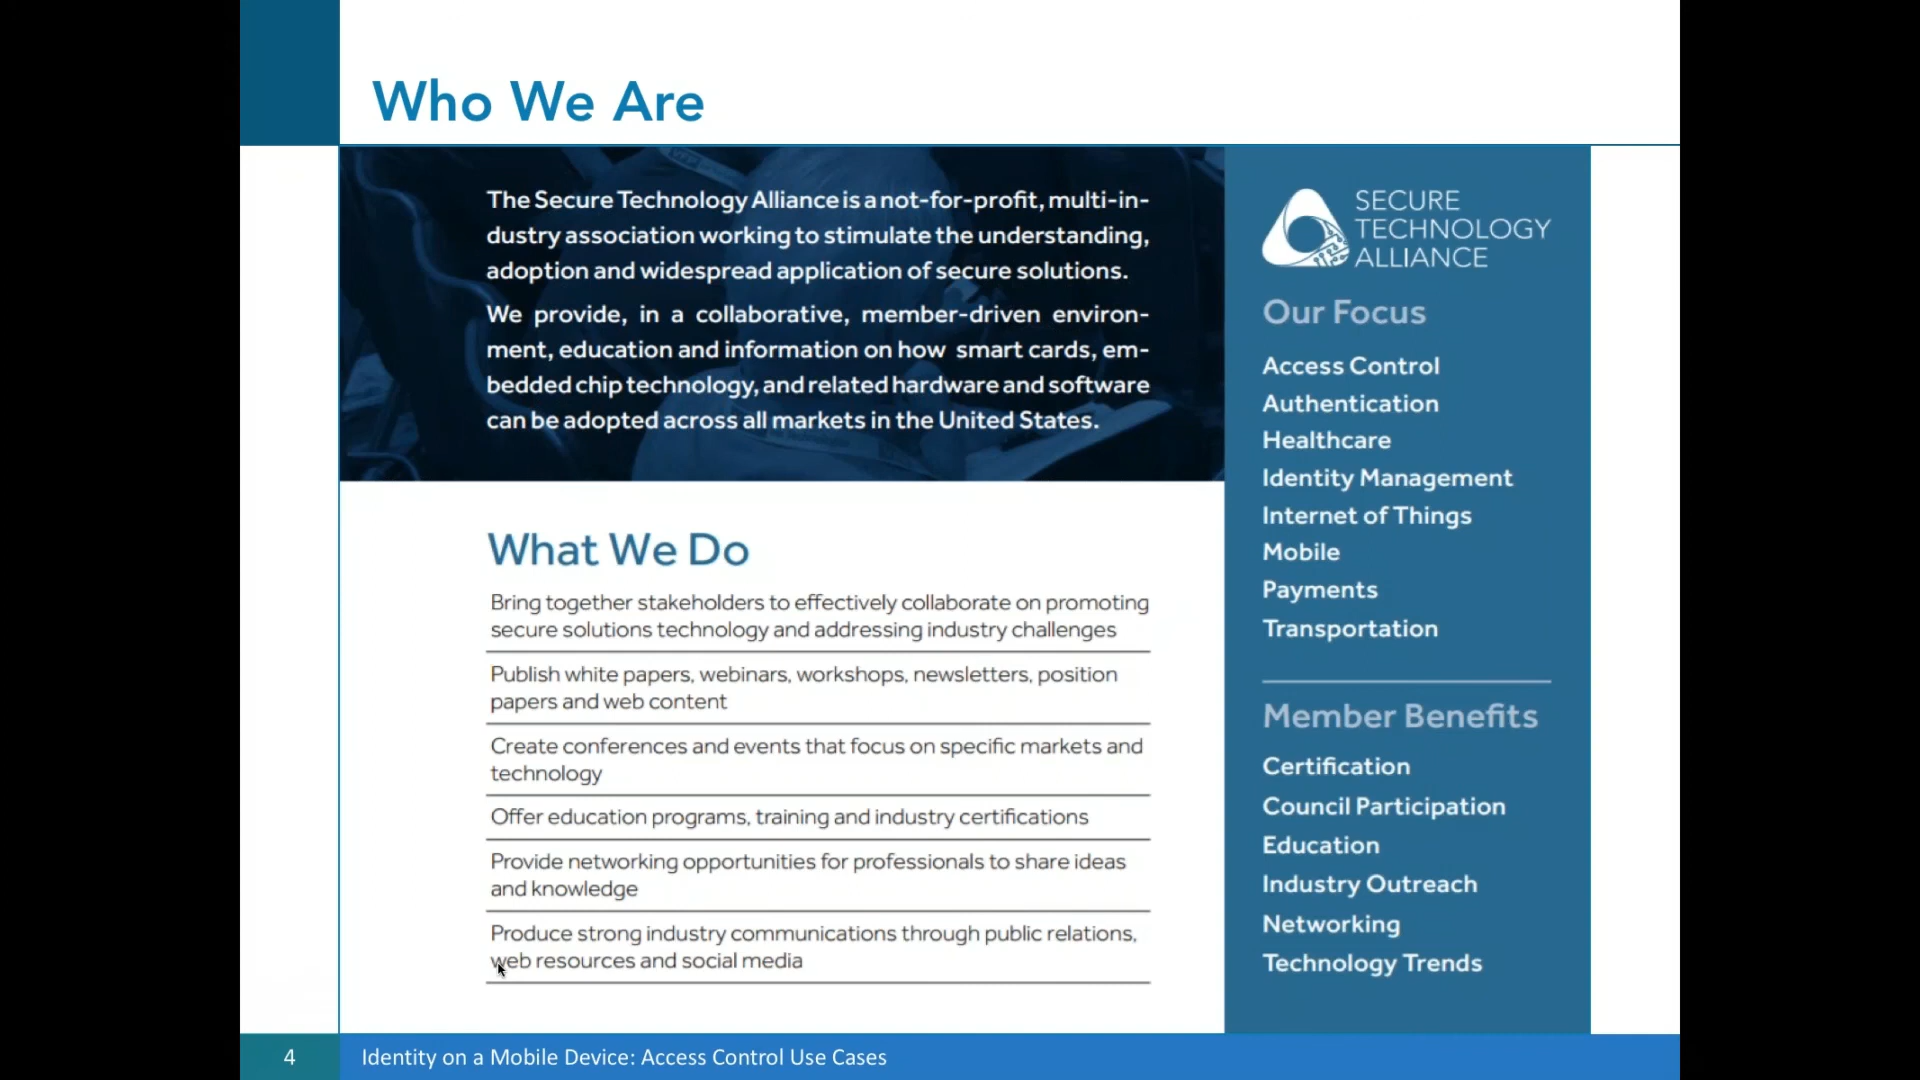 Who We Are
The Secure Technology Alliance is a not-for-profit, multi-in-
dustry association working to stimulate the understanding,
adoption and widespread application of secure solutions.
We provide, in a collaborative, member-driven environ-
ment, education and information on how smart cards, em-
bedded chip technology, and related hardware and software
can be adopted across all markets in the United States.
What We Do
Bring together stakeholders to effectively collaborate on promoting
secure solutions technology and addressing industry challenges
Publish white papers, webinars, workshops, newsletters, position
papers and web content
Create conferences and events that focus on specific markets and
technology
Offer education programs, training and industry certifications
Provide networking opportunities for professionals to share ideas
and knowledge
Produce strong industry communications through public relations,
web resources and social media
SECURE
TECHNOLOGY
ALLIANCE
Our Focus
Access Control
Authentication
Healthcare
Identity Management
Internet of Things
Mobile
Payments
Transportation
Member Benefits
Certification
Council Participation
Education
Industry Outreach
Networking
Technology Trends
4
Identity on a Mobile Device: Access Control Use Cases